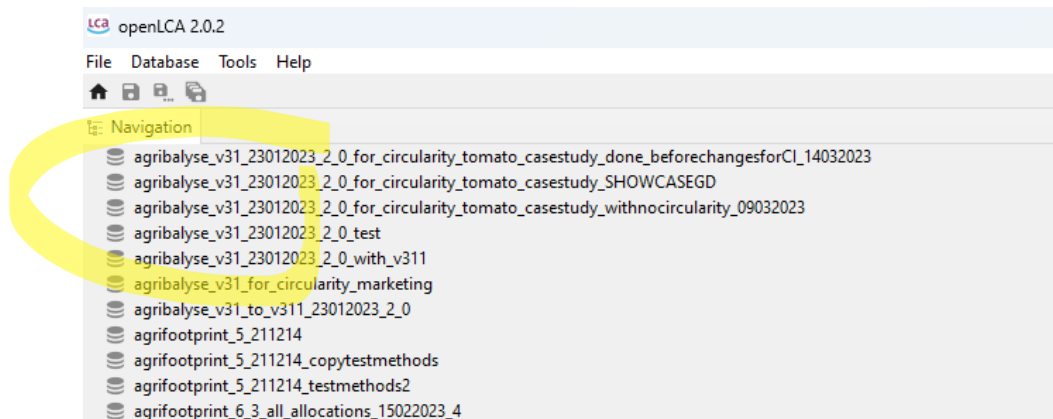 LCa openLCA 2.0.2
File Database Tools Help
Navigation
agribalyse_v31_23012023_2_0_for_circularity_tomato_casestudy_done_beforechangesforCI_14032023
agribalyse_v31_23012023_2_0_for_circularity_tomato_casestudy_SHOWCASEGD
agribalyse_v31_23012023_2_0_for_circularity_tomato_casestudy_withnocircularity_09032023
agribalyse_v31_23012023_2_0_test
agribalyse_v31_23012023_2_0_with_v311
agribalyse_v31_for_circularity_marketing
agribalyse_v31_to_v311_23012023_2_0
agrifootprint_5_211214
agrifootprint_5_211214_copytestmethods
agrifootprint_5_211214_testmethods2
agrifootprint_6_3_all_allocations_15022023_4